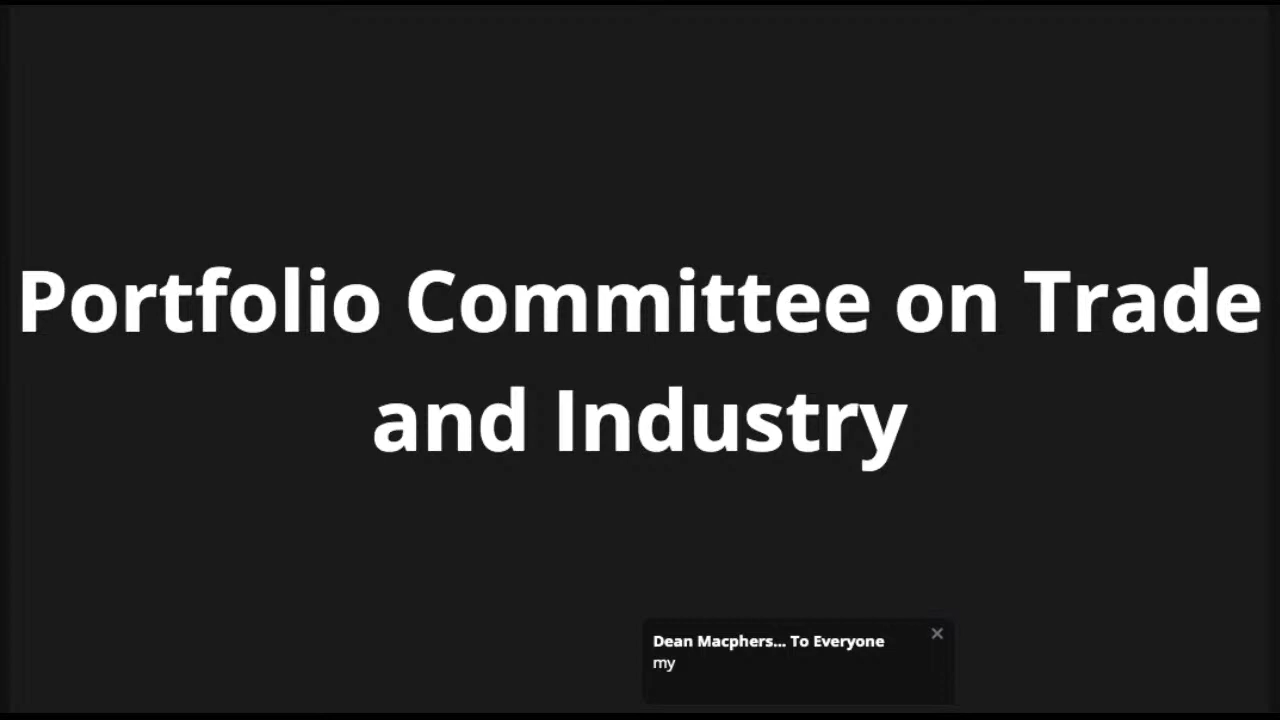 Portfolio Committee on Trade
and Industry
Dean Macphers... To Everyone
my